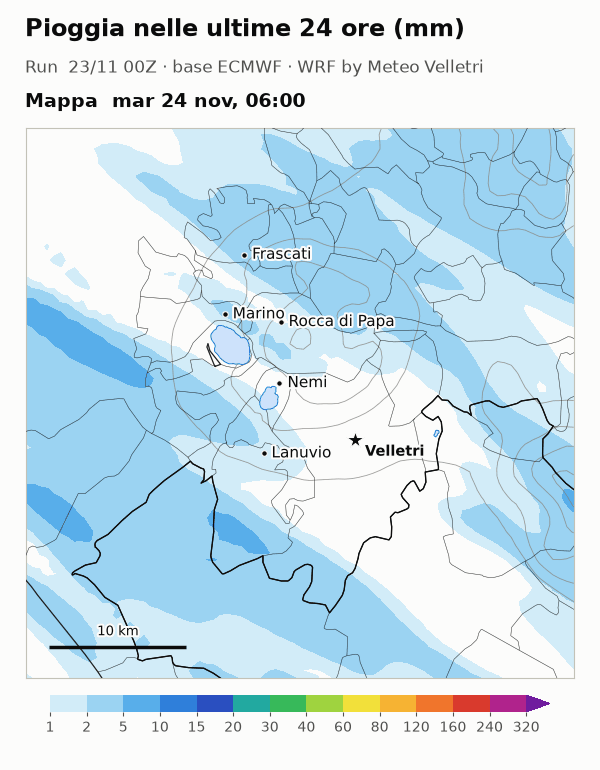 Pioggia nelle ultime 24 ore (mm)
Run 23/11 00Z · base ECMWF · WRF by Meteo Velletri
Mappa mar 24 nov, 06:00
Frascati
Marino
Rocca di Papa
Nemi
Velletri
Lanuvio
10 km
1 2 5 10 15 20 30 40 60 80 120 160 240 320